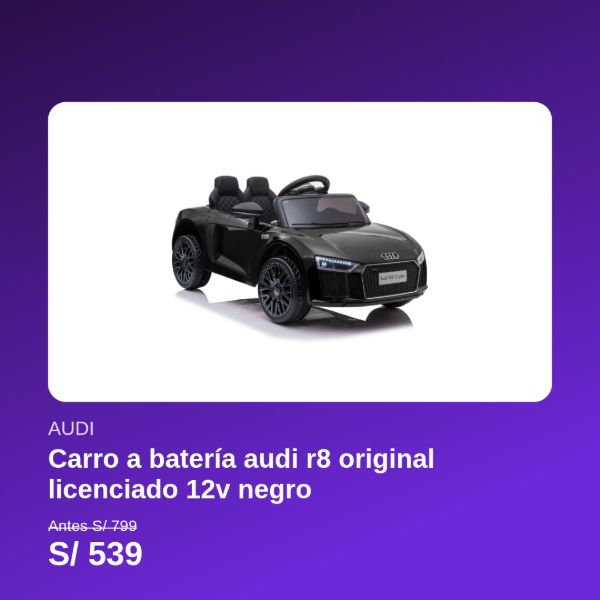 AUDI
Carro a batería audi r8 original
licenciado 12v negro
Antes S/ 799
S/ 539